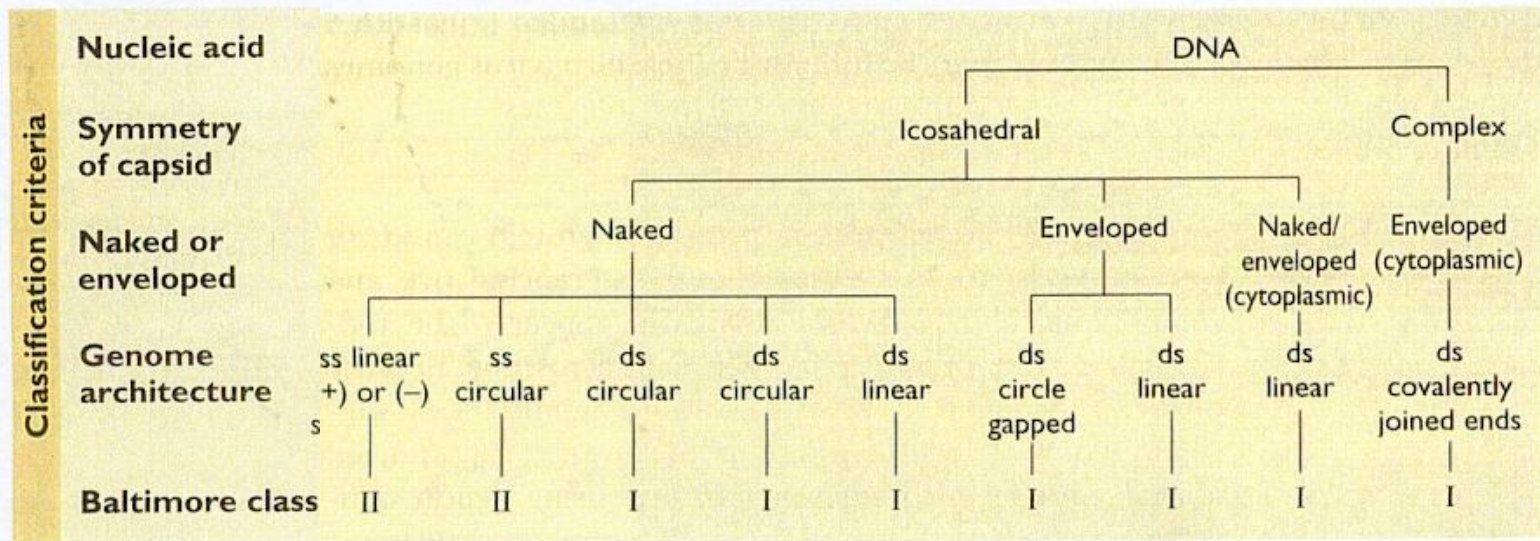 Classification criteria
Nucleic acid
DNA
Symmetry
of capsid
Icosahedral
Complex
Naked or
enveloped
Naked
Enveloped
Naked/
enveloped
(cytoplasmic)
Enveloped
(cytoplasmic)
Genome
architecture
ss linear
+) or (–)
s
ss
circular
ds
circular
ds
circular
ds
linear
ds
circle
gapped
ds
linear
ds
linear
ds
covalently
joined ends
Baltimore class
II
II
I
I
I
I
I
I
I